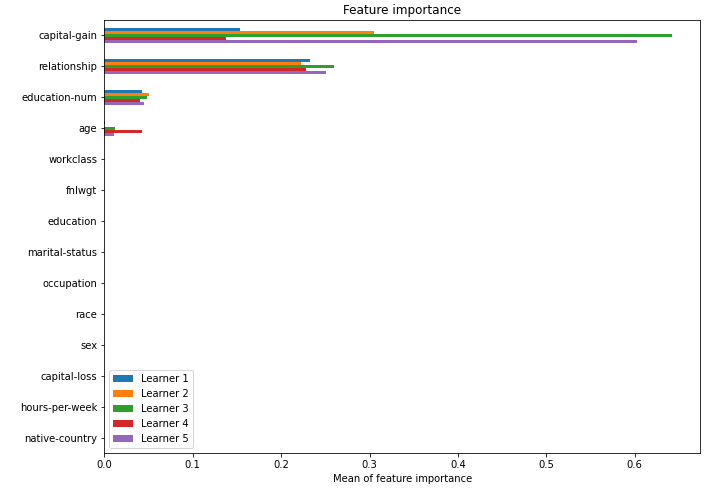 Feature importance
capital-gain
relationship
education-num
age
workclass
fnlwgt
education
marital-status
occupation
race
sex
capital-loss
hours-per-week
native-country
Learner 1
Learner 2
Learner 3
Learner 4
Learner 5
0.0 0.1 0.2 0.3 0.4 0.5 0.6
Mean of feature importance